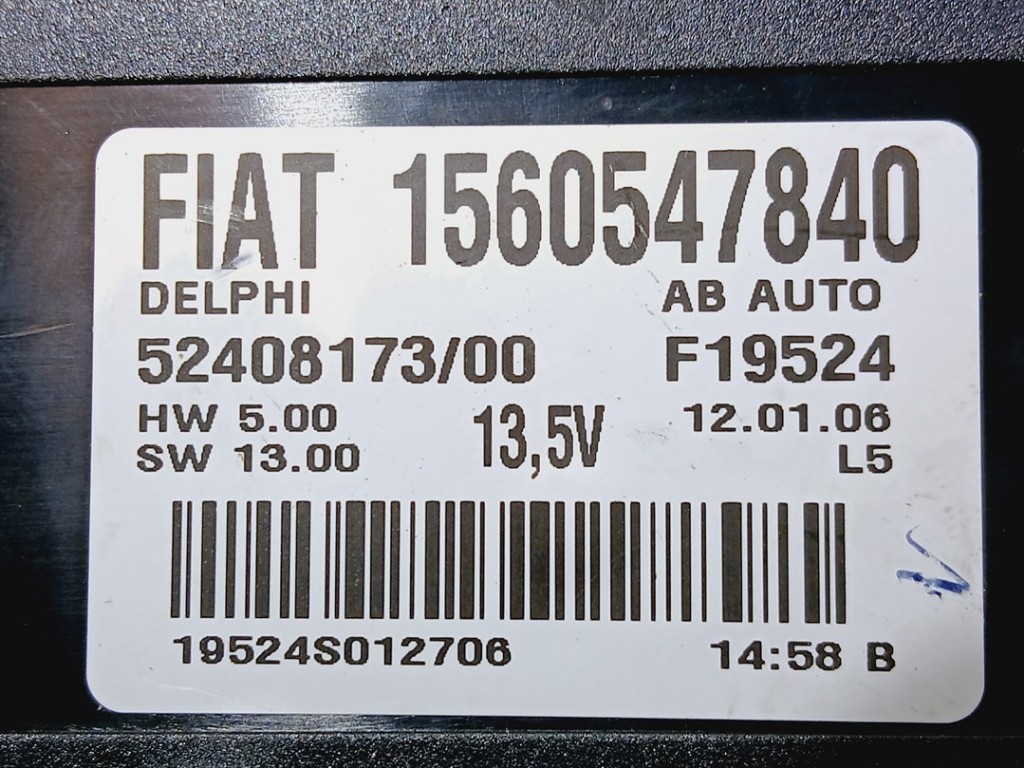 FIAT 1560547840
DELPHI AB AUTO
52408173/00 F19524
HW 5.00 13,5V 12.01.06
SW 13.00 L5
19524S012706 14:58 B